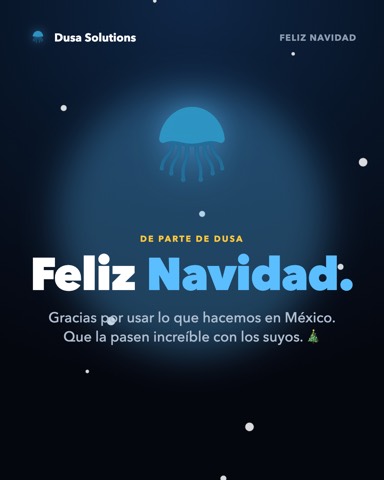 Dusa Solutions
FELIZ NAVIDAD
DE PARTE DE DUSA
Feliz Navidad.
Gracias por usar lo que hacemos en México.
Que la pasen increíble con los suyos. 🎄